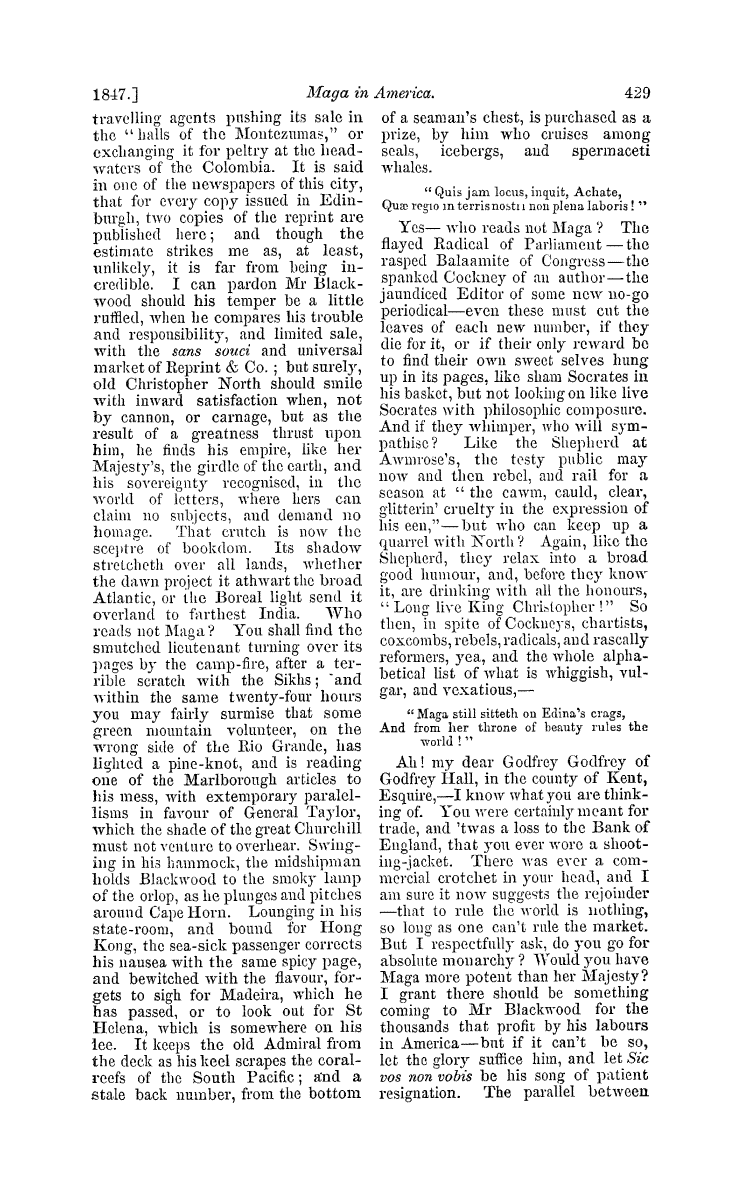 1847.] Maga in America. 429
travelling agents pushing its sale in
the "halls of the Montezumas," or
exchanging it for peltry at the head-
waters of the Colombia. It is said
in one of the newspapers of this city,
that for every copy issued in Edin-
burgh, two copies of the reprint are
published here; and though the
estimate strikes me as, at least,
unlikely, it is far from being in-
credible. I can pardon Mr Black-
wood should his temper be a little
ruffled, when he compares his trouble
and responsibility, and limited sale,
with the sans souci and universal
market of Reprint & Co.; but surely,
old Christopher North should smile
with inward satisfaction when, not
by cannon, or carnage, but as the
result of a greatness thrust upon
him, he finds his empire, like her
Majesty's, the girdle of the earth, and
his sovereignty recognised, in the
world of letters, where hers can
claim no subjects, and demand no
homage. That crutch is now the
sceptre of bookdom. Its shadow
stretcheth over all lands, whether
the dawn project it athwart the broad
Atlantic, or the Boreal light send it
overland to farthest India. Who
reads not Maga? You shall find the
smutched lieutenant turning over its
pages by the camp-fire, after a ter-
rible scratch with the Sikhs; and
within the same twenty-four hours
you may fairly surmise that some
green mountain volunteer, on the
wrong side of the Rio Grande, has
lighted a pine-knot, and is reading
one of the Marlborough articles to
his mess, with extemporary paralel-
lisms in favour of General Taylor,
which the shade of the great Churchill
must not venture to overhear. Swing-
ing in his hammock, the midshipman
holds Blackwood to the smoky lamp
of the orlop, as he plunges and pitches
around Cape Horn. Lounging in his
state-room, and bound for Hong
Kong, the sea-sick passenger corrects
his nausea with the same spicy page,
and bewitched with the flavour, for-
gets to sigh for Madeira, which he
has passed, or to look out for St
Helena, which is somewhere on his
lee. It keeps the old Admiral from
the deck as his keel scrapes the coral-
reefs of the South Pacific; and a
stale back number, from the bottom
of a seaman's chest, is purchased as a
prize, by him who cruises among
seals, icebergs, and spermaceti
whales.
"Quis jam locus, inquit, Achate,
Quæ regio in terris nostri non plena laboris!"
Yes— who reads not Maga? The
flayed Radical of Parliament—the
rasped Balaamite of Congress—the
spanked Cockney of an author—the
jaundiced Editor of some new no-go
periodical—even these must cut the
leaves of each new number, if they
die for it, or if their only reward be
to find their own sweet selves hung
up in its pages, like sham Socrates in
his basket, but not looking on like live
Socrates with philosophic composure.
And if they whimper, who will sym-
pathise? Like the Shepherd at
Awmrose's, the testy public may
now and then rebel, and rail for a
season at "the cawm, cauld, clear,
glitterin' cruelty in the expression of
his een,"—but who can keep up a
quarrel with North? Again, like the
Shepherd, they relax into a broad
good humour, and, before they know
it, are drinking with all the honours,
"Long live King Christopher!" So
then, in spite of Cockneys, chartists,
coxcombs, rebels, radicals, and rascally
reformers, yea, and the whole alpha-
betical list of what is whiggish, vul-
gar, and vexatious,—
"Maga still sitteth on Edina's crags,
And from her throne of beauty rules the
world!"
Ah! my dear Godfrey Godfrey of
Godfrey Hall, in the county of Kent,
Esquire,—I know what you are think-
ing of. You were certainly meant for
trade, and 'twas a loss to the Bank of
England, that you ever wore a shoot-
ing-jacket. There was ever a com-
mercial crotchet in your head, and I
am sure it now suggests the rejoinder
—that to rule the world is nothing,
so long as one can't rule the market.
But I respectfully ask, do you go for
absolute monarchy? Would you have
Maga more potent than her Majesty?
I grant there should be something
coming to Mr Blackwood for the
thousands that profit by his labours
in America—but if it can't be so,
let the glory suffice him, and let Sic
vos non vobis be his song of patient
resignation. The parallel between